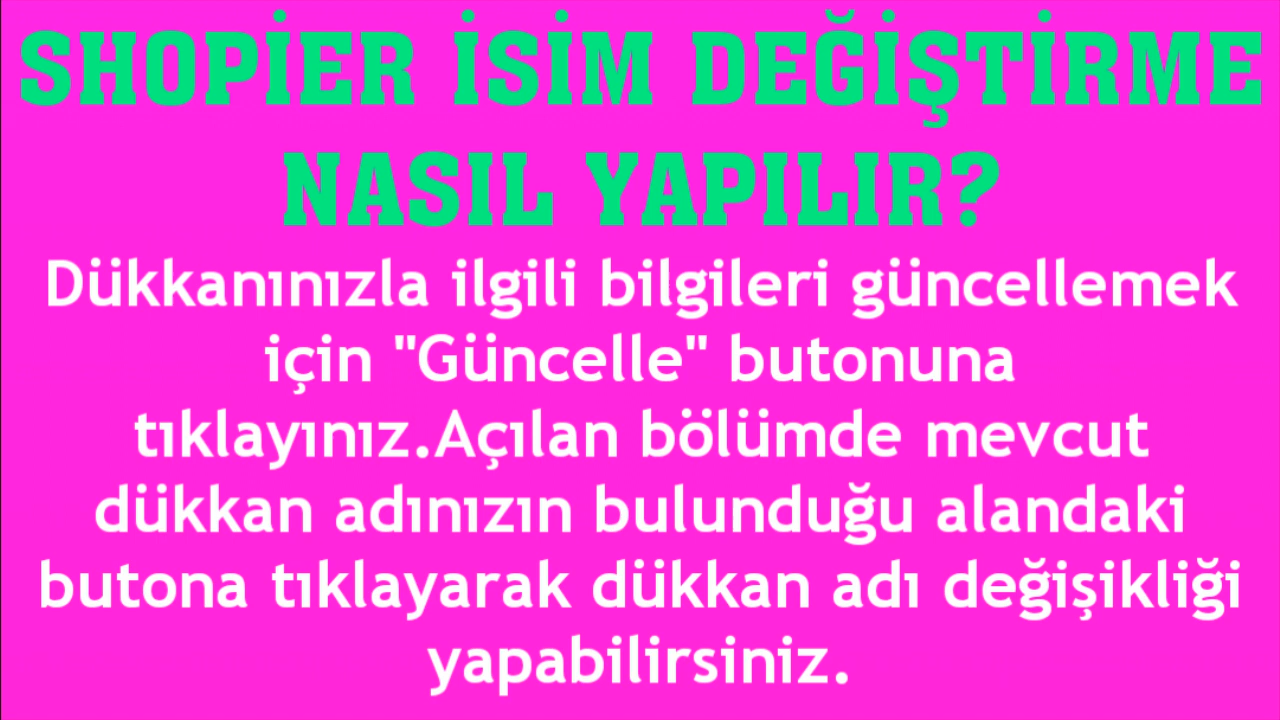 SHOPİER İSİM DEĞİŞTİRME
NASIL YAPILIR?
Dükkanınızla ilgili bilgileri güncellemek
için "Güncelle" butonuna
tıklayınız.Açılan bölümde mevcut
dükkan adınızın bulunduğu alandaki
butona tıklayarak dükkan adı değişikliği
yapabilirsiniz.